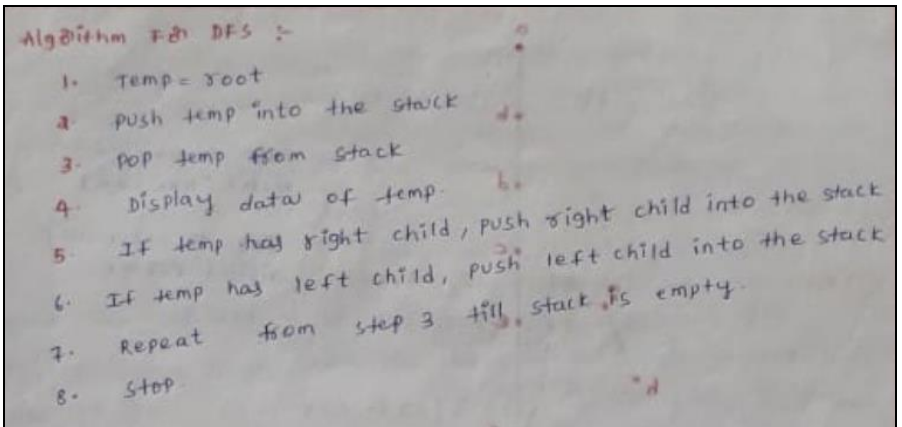 Algorithm For DFS :-
1. Temp = root
2. push temp into the stack
3. pop temp from stack
4. Display data of temp.
5. If temp has right child, push right child into the stack
6. If temp has left child, push left child into the stack
7. Repeat from step 3 till stack is empty.
8. Stop.